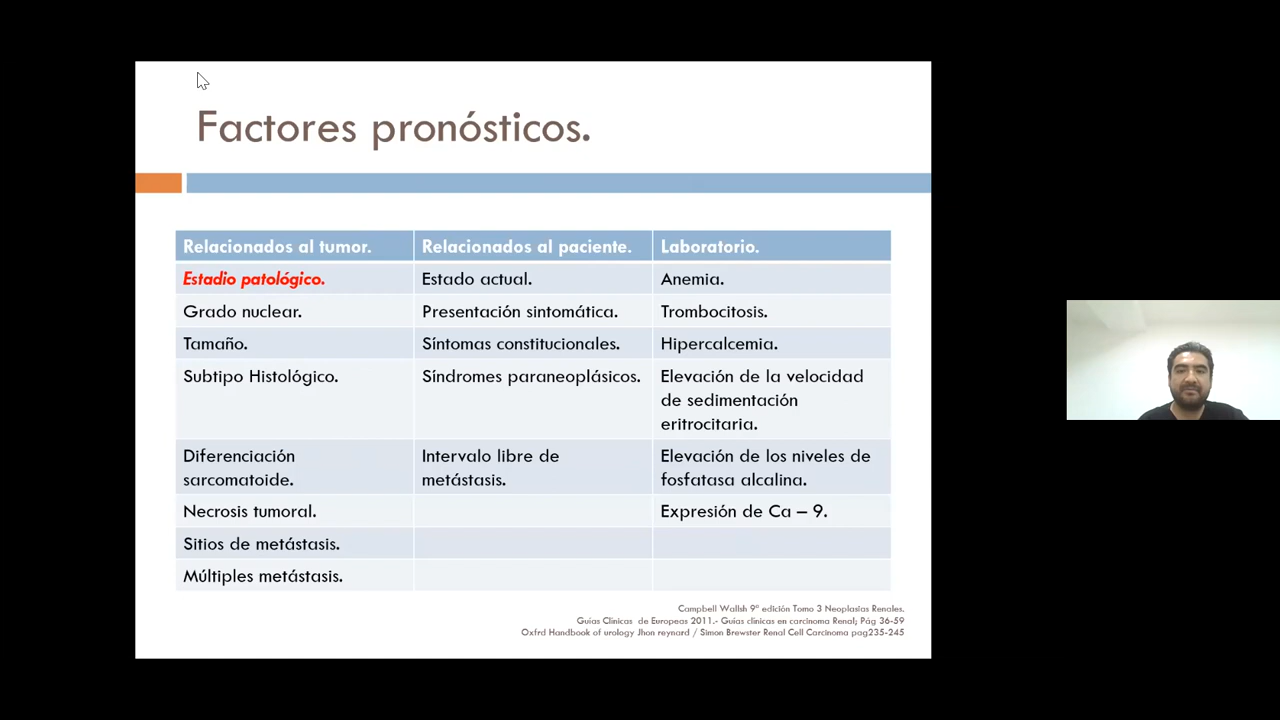 Factores pronósticos.
Relacionados al tumor. Relacionados al paciente. Laboratorio.
Estadio patológico. Estado actual. Anemia.
Grado nuclear. Presentación sintomática. Trombocitosis.
Tamaño. Síntomas constitucionales. Hipercalcemia.
Subtipo Histológico. Síndromes paraneoplásicos. Elevación de la velocidad
de sedimentación
eritrocitaria.
Diferenciación Intervalo libre de Elevación de los niveles de
sarcomatoide. metástasis. fosfatasa alcalina.
Necrosis tumoral. Expresión de Ca – 9.
Sitios de metástasis.
Múltiples metástasis.
Campbell Wallsh 9º edición Tomo 3 Neoplasias Renales.
Guías Clinicas de Europeas 2011.- Guías clinicas en carcinoma Renal; Pág 36-59
Oxfrd Handbook of urology Jhon reynard / Simon Brewster Renal Cell Carcinoma pag235-245